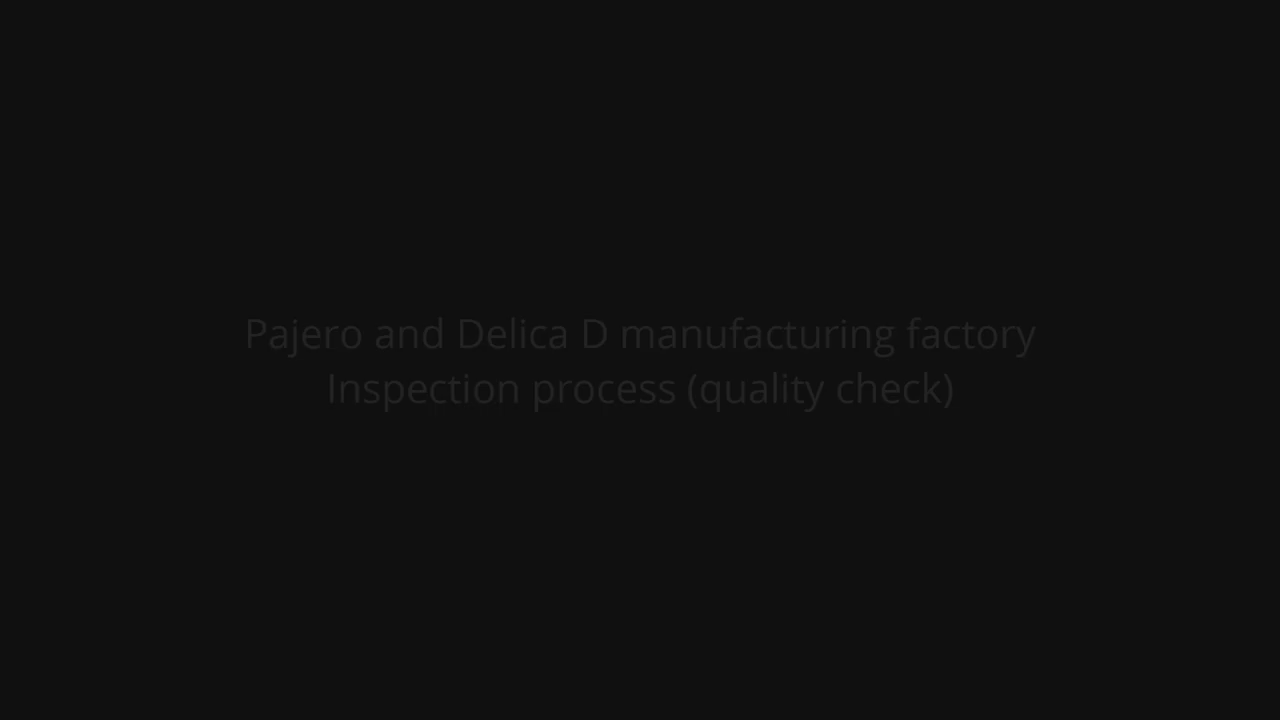 Pajero and Delica D manufacturing factory
Inspection process (quality check)